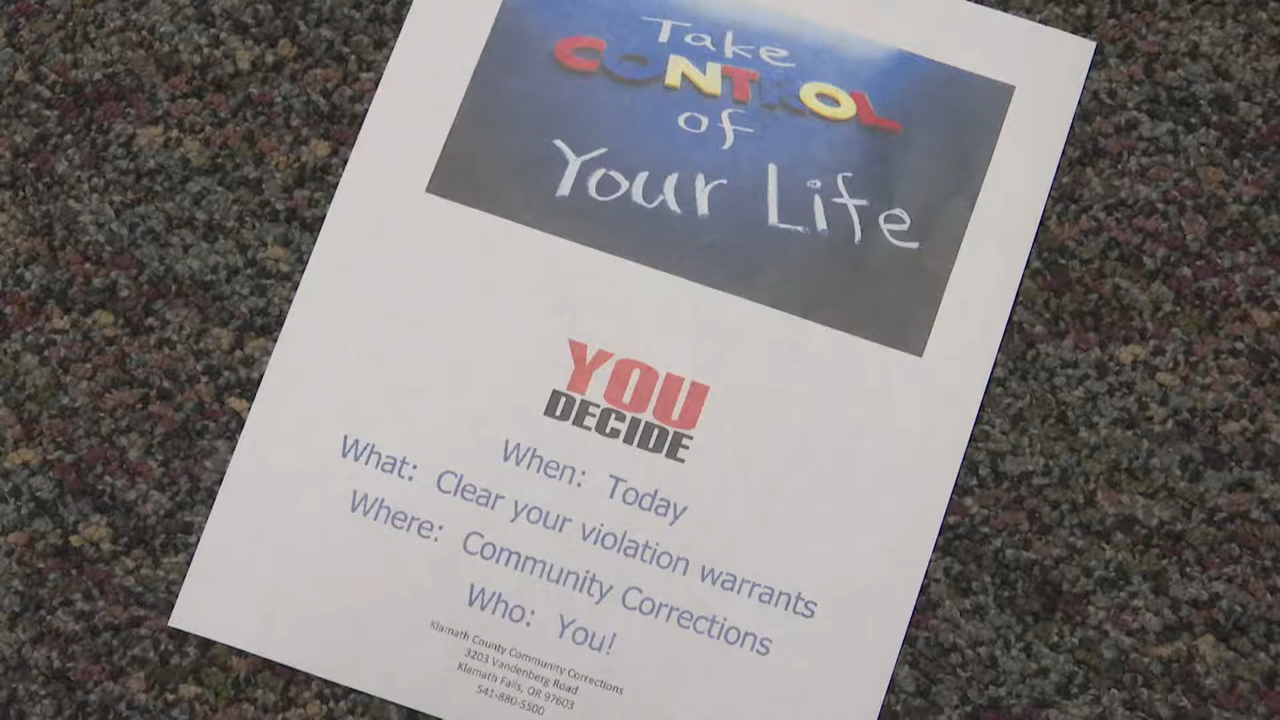 Take
CONTROL
of
Your Life
YOU
DECIDE
When: Today
What: Clear your violation warrants
Where: Community Corrections
Who: You!
Klamath County Community Corrections
3203 Vandenberg Road
Klamath Falls, OR 97603
541-880-5500